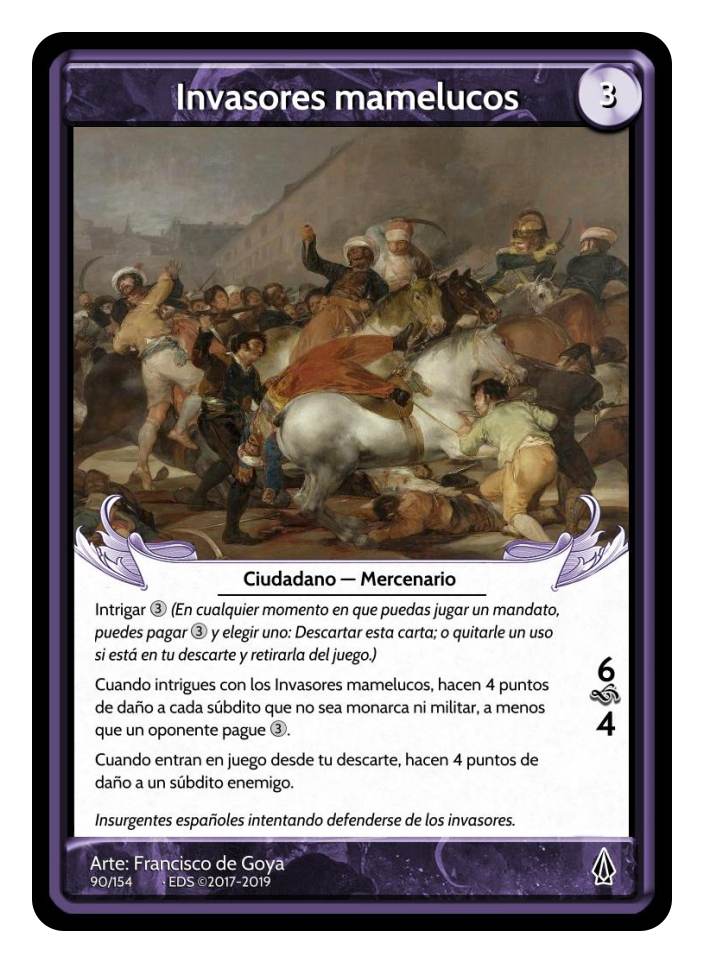 Invasores mamelucos
3
Ciudadano — Mercenario
Intrigar 3 (En cualquier momento en que puedas jugar un mandato,
puedes pagar 3 y elegir uno: Descartar esta carta; o quitarle un uso
si está en tu descarte y retirarla del juego.)
Cuando intrigues con los Invasores mamelucos, hacen 4 puntos
de daño a cada súbdito que no sea monarca ni militar, a menos
que un oponente pague 3.
Cuando entran en juego desde tu descarte, hacen 4 puntos de
daño a un súbdito enemigo.
6
4
Insurgentes españoles intentando defenderse de los invasores.
Arte: Francisco de Goya
90/154 · EDS ©2017-2019